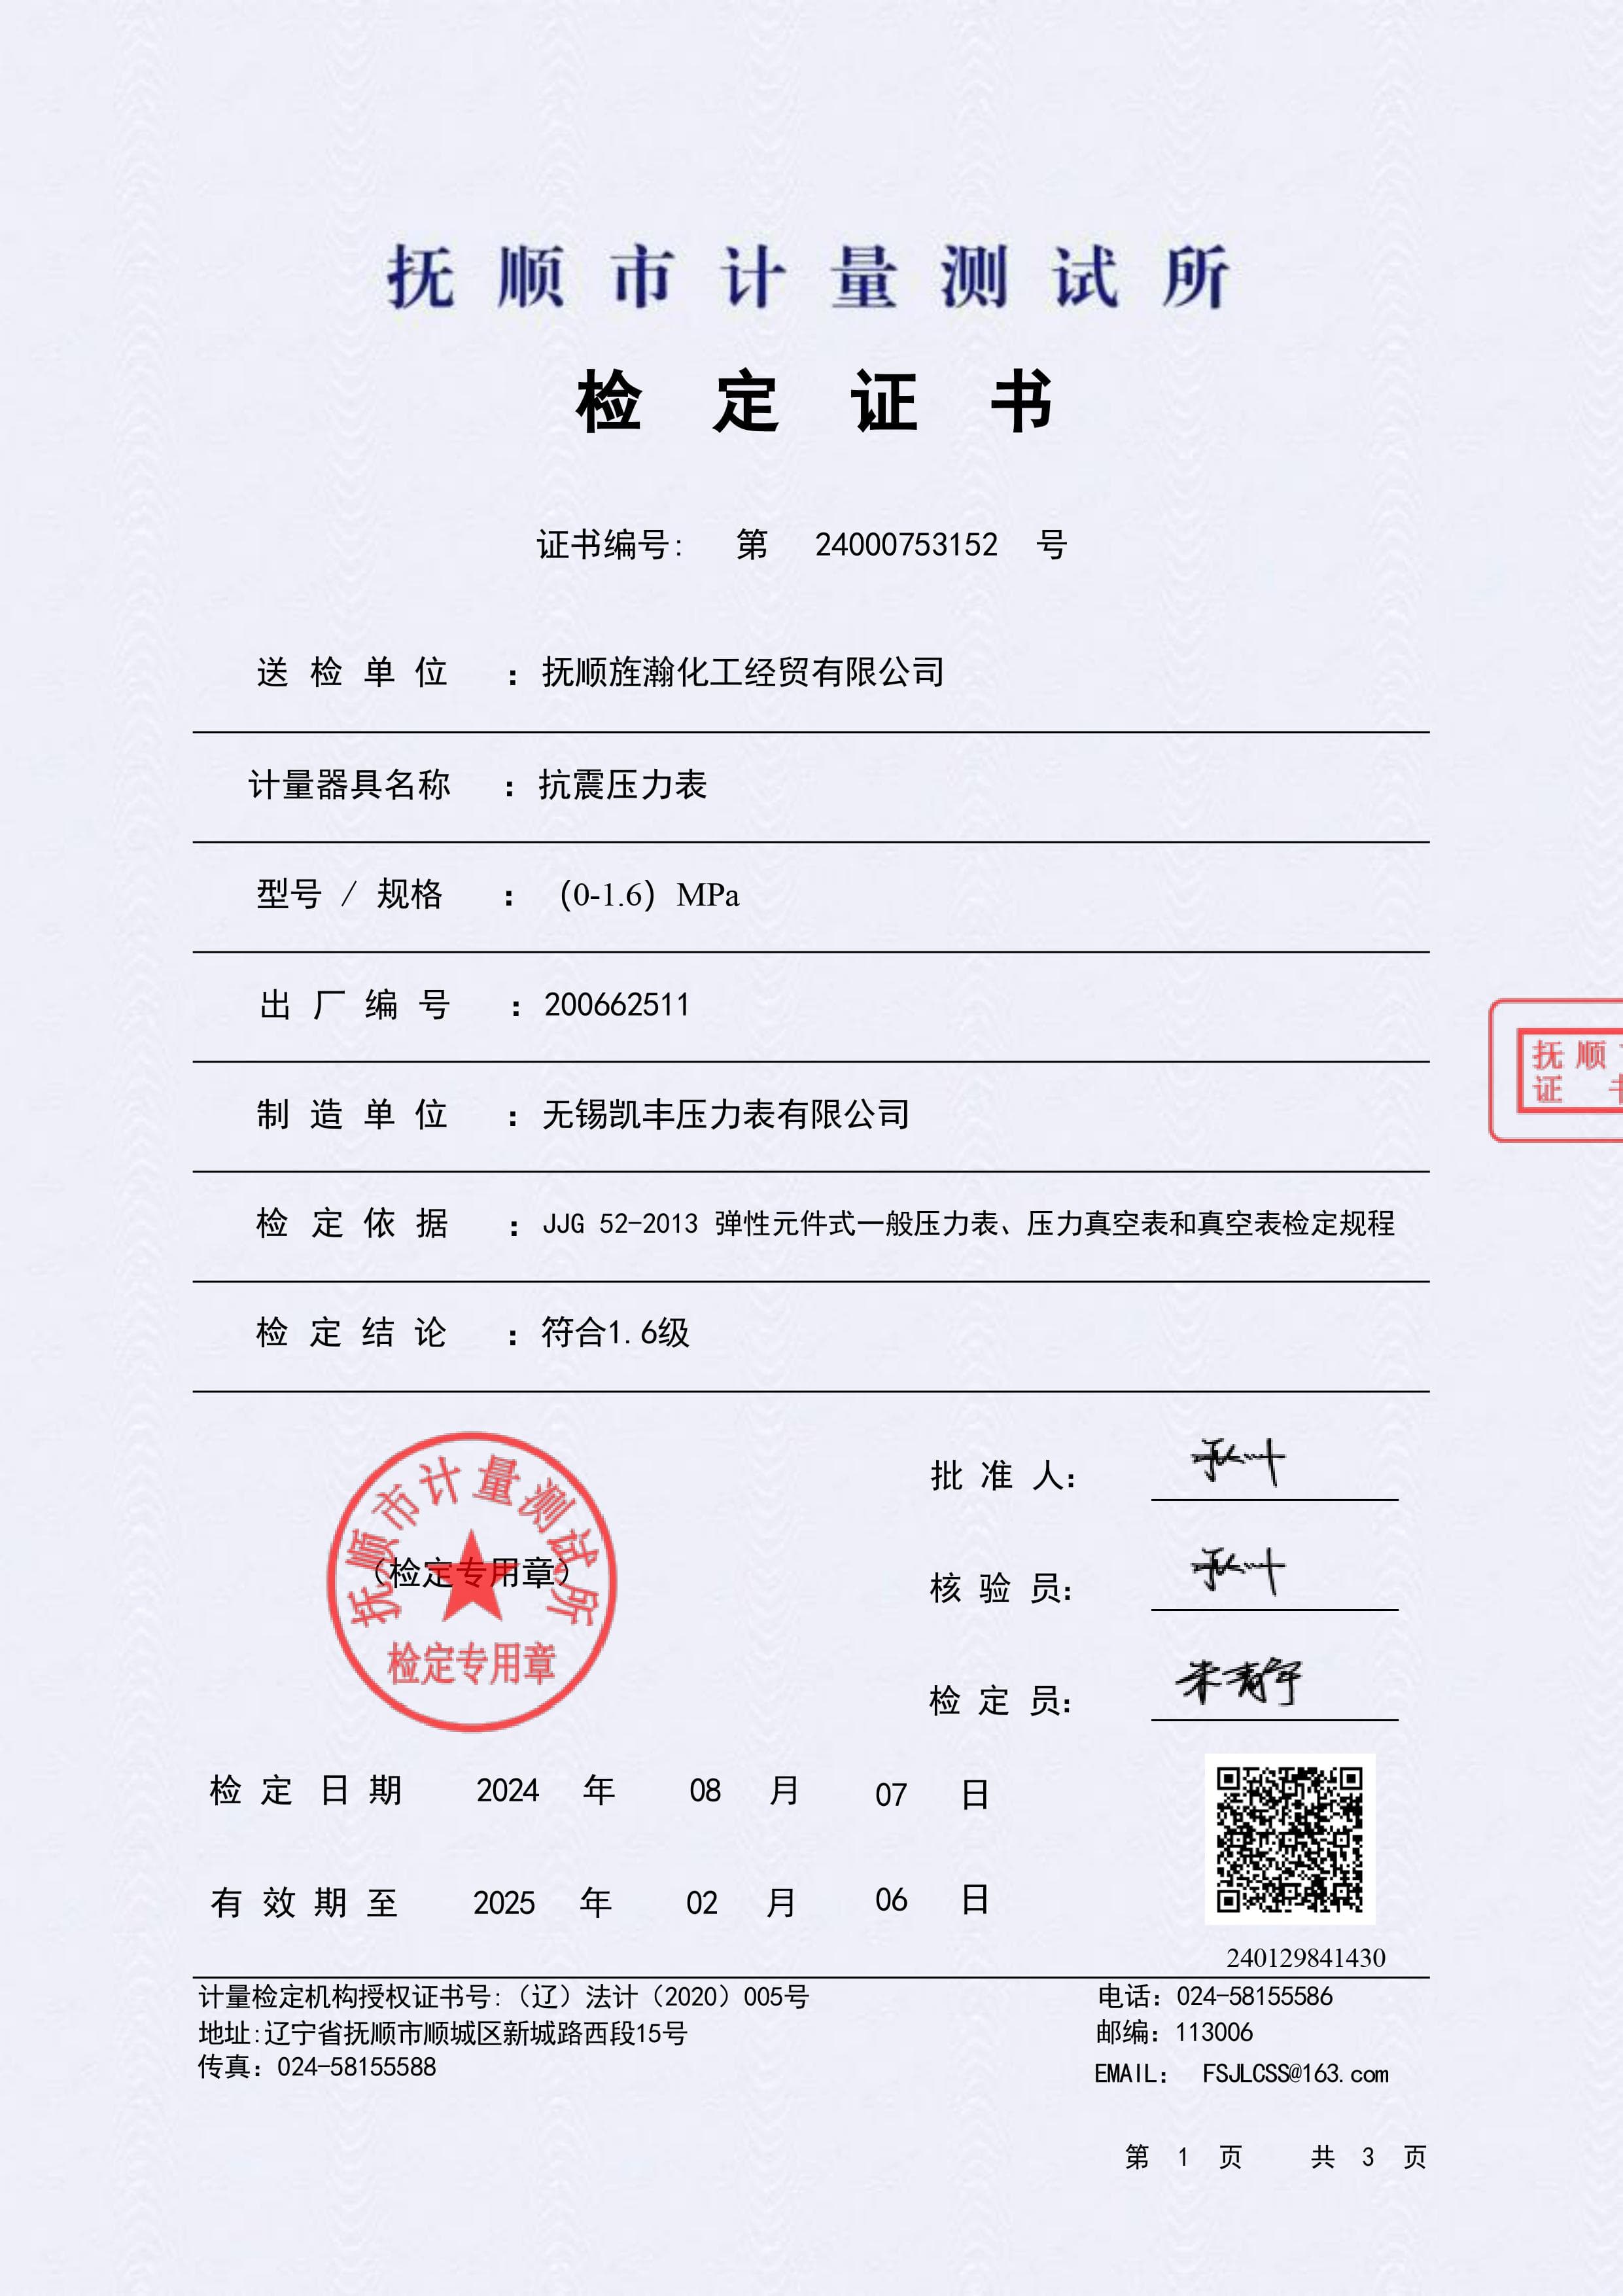 抚顺市计量测试所
检定证书
证书编号: 第 24000753152 号
送检单位 : 抚顺旌瀚化工经贸有限公司
计量器具名称 : 抗震压力表
型号 / 规格 : (0-1.6) MPa
出厂编号 : 200662511
抚顺
证
制造单位 : 无锡凯丰压力表有限公司
检定依据 : JJG 52-2013 弹性元件式一般压力表、压力真空表和真空表检定规程
检定结论 : 符合1.6级
抚顺市计量测试所
(检定专用章)
检定专用章
批准人:
核验员:
检定员: 朱青宇
检定日期 2024 年 08 月 07 日
有效期至 2025 年 02 月 06 日
240129841430
计量检定机构授权证书号:(辽)法计(2020)005号
电话: 024-58155586
地址:辽宁省抚顺市顺城区新城路西段15号
邮编: 113006
传真: 024-58155588
EMAIL: FSJLCSS@163.com
第 1 页 共 3 页